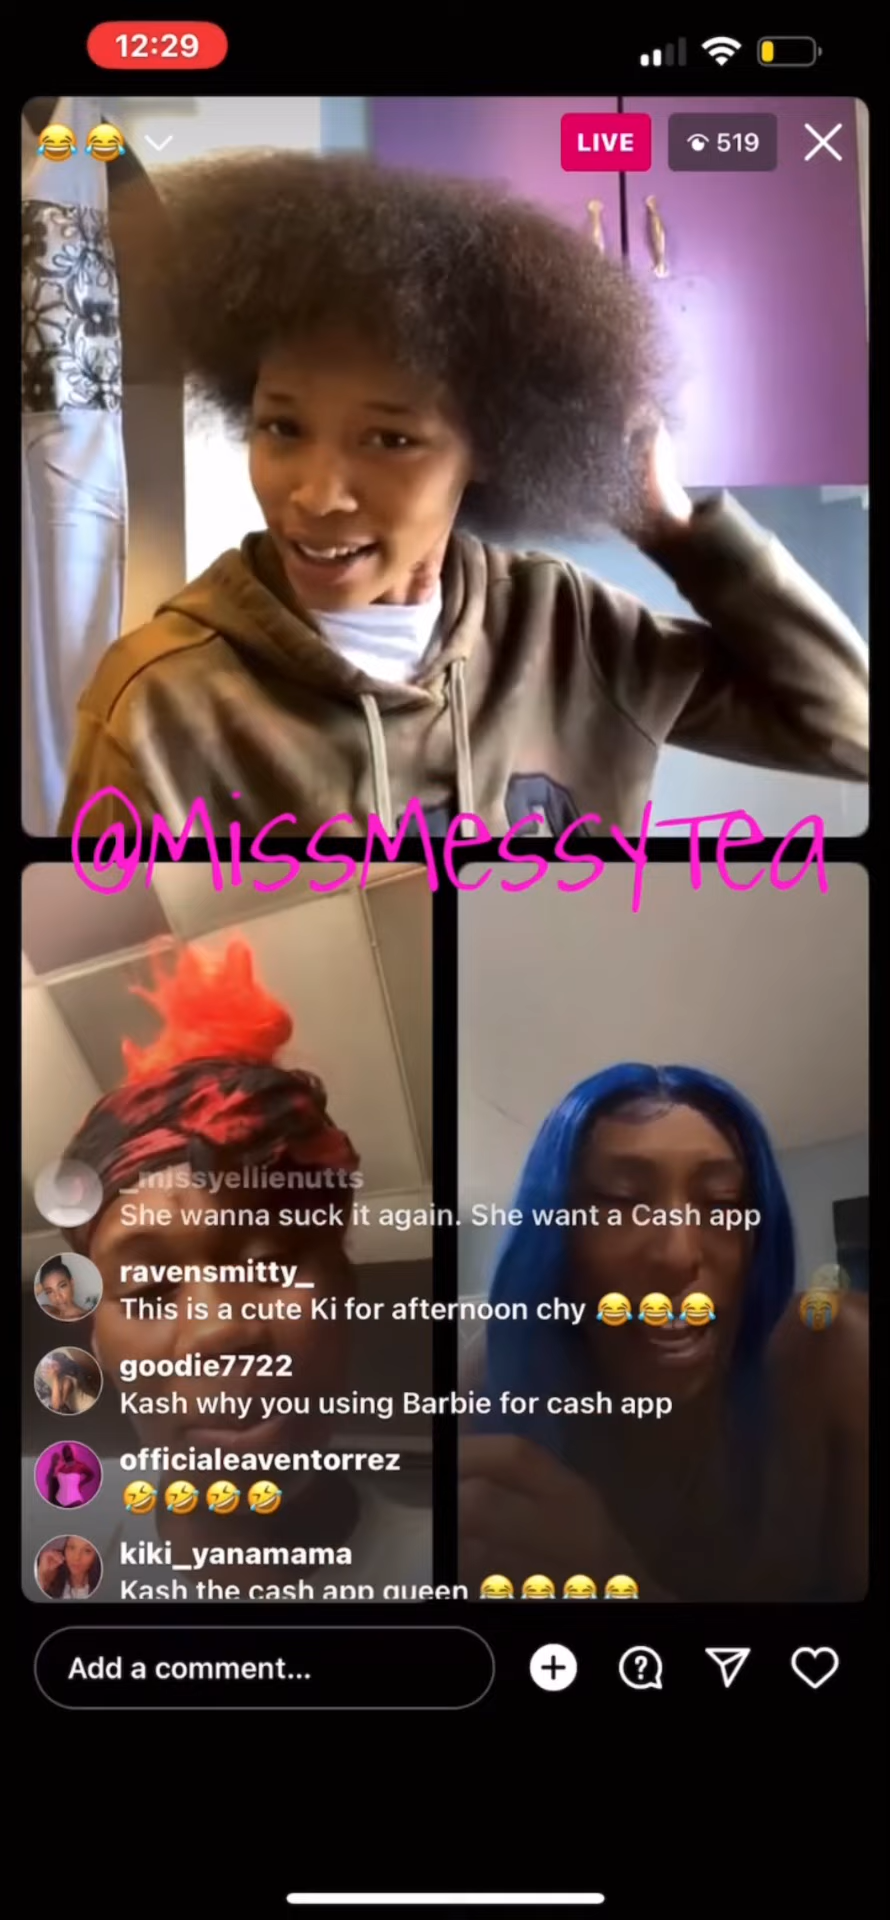 12:29
😂😂
LIVE
519
@MissMessyTea
_missyellienutts
She wanna suck it again. She want a Cash app
ravensmitty_
This is a cute Ki for afternoon chy 😂😂😂
goodie7722
Kash why you using Barbie for cash app
officialeaventorrez
🤣🤣🤣🤣
kiki_yanamama
Kash the cash app queen 😂😂😂😂
Add a comment...